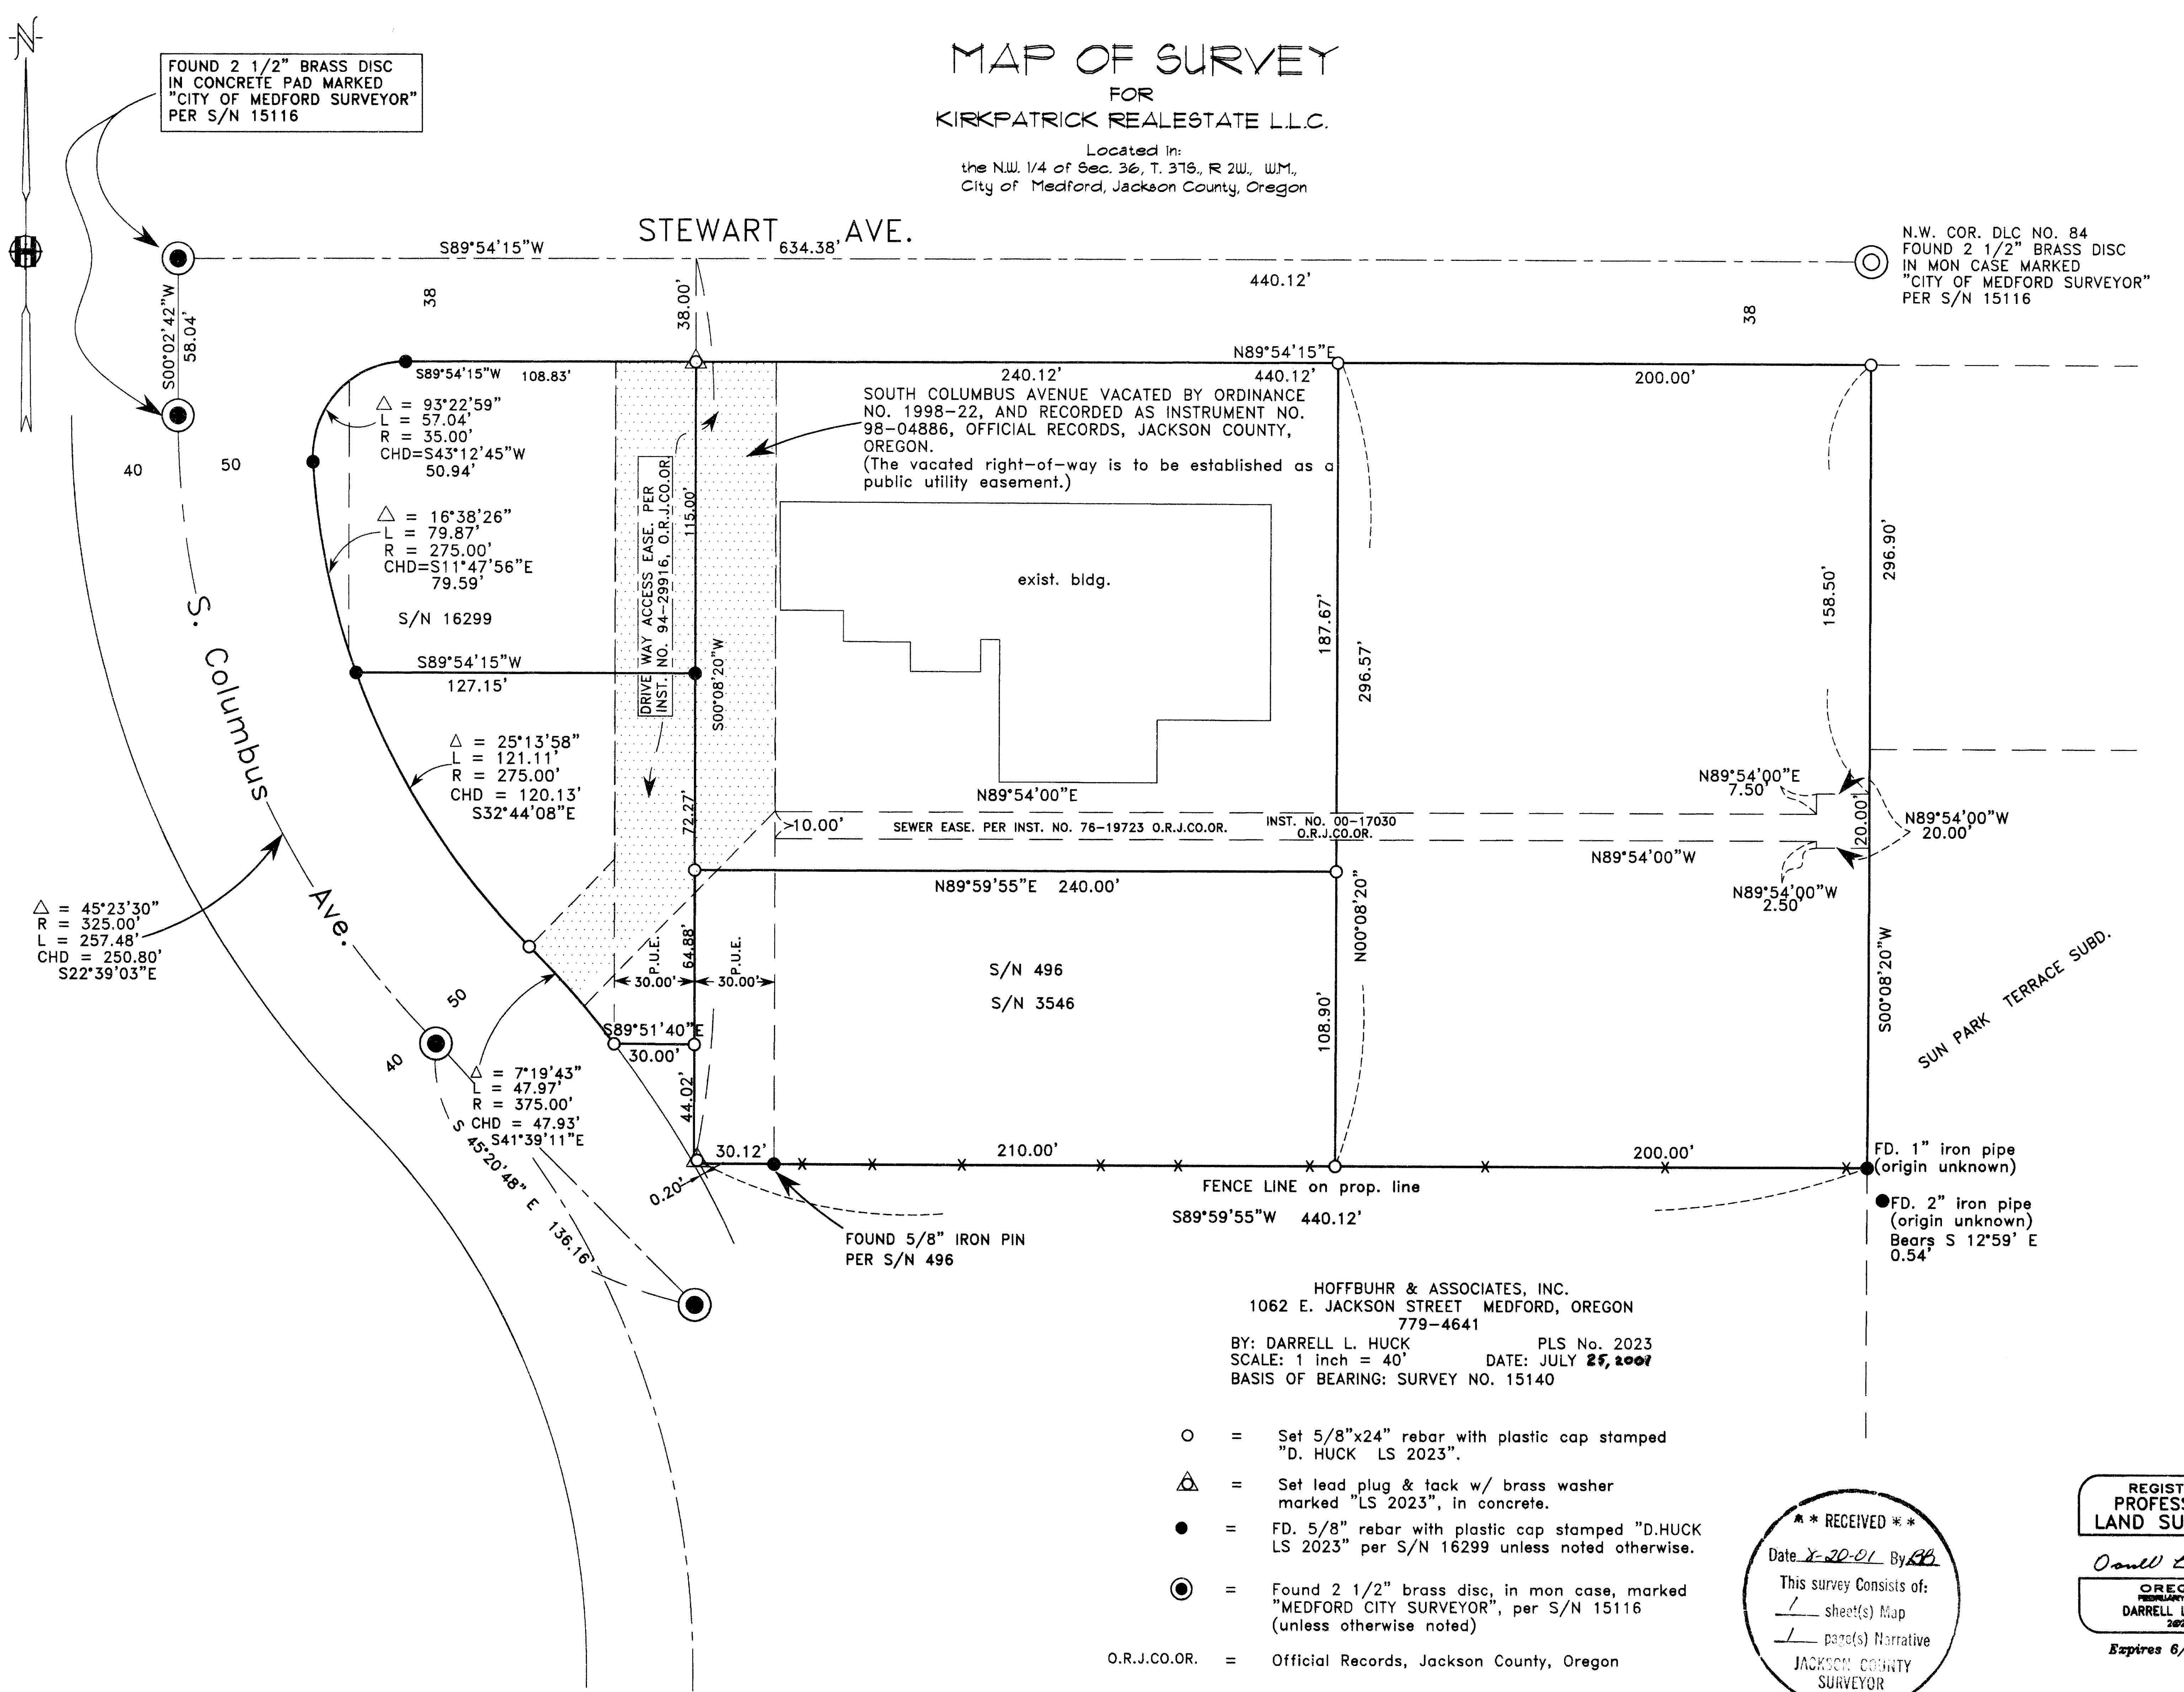 N
FOUND 2 1/2" BRASS DISC
IN CONCRETE PAD MARKED
"CITY OF MEDFORD SURVEYOR"
PER S/N 15116
MAP OF SURVEY
FOR
KIRKPATRICK REALESTATE L.L.C.
Located in:
the N.W. 1/4 of Sec. 36, T. 37S., R 2W., W.M.,
City of Medford, Jackson County, Oregon
H
STEWART AVE.
S89°54'15"W
634.38'
440.12'
N.W. COR. DLC NO. 84
FOUND 2 1/2" BRASS DISC
IN MON CASE MARKED
"CITY OF MEDFORD SURVEYOR"
PER S/N 15116
38
38.00'
38
S00°02'42"W
58.04'
S89°54'15"W 108.83'
N89°54'15"E
240.12'
440.12'
200.00'
Δ = 93°22'59"
L = 57.04'
R = 35.00'
CHD=S43°12'45"W
50.94'
SOUTH COLUMBUS AVENUE VACATED BY ORDINANCE
NO. 1998-22, AND RECORDED AS INSTRUMENT NO.
98-04886, OFFICIAL RECORDS, JACKSON COUNTY,
OREGON.
(The vacated right-of-way is to be established as a
public utility easement.)
40
50
Δ = 16°38'26"
L = 79.87'
R = 275.00'
CHD=S11°47'56"E
79.59'
S/N 16299
DRIVE WAY ACCESS EASE. PER
INST. NO. 94-29916, O.R.J.CO.OR.
115.00'
S00°08'20"W
exist. bldg.
187.67'
296.57'
158.50'
296.90'
S. Columbus Ave.
S89°54'15"W
127.15'
Δ = 25°13'58"
L = 121.11'
R = 275.00'
CHD = 120.13'
S32°44'08"E
72.27'
N89°54'00"E
>10.00'
SEWER EASE. PER INST. NO. 76-19723 O.R.J.CO.OR.
INST. NO. 00-17030
O.R.J.CO.OR.
N89°54'00"E
7.50'
20.00'
N89°54'00"W
20.00'
N89°54'00"W
N89°54'00"W
2.50'
N89°59'55"E 240.00'
N00°08'20"
Δ = 45°23'30"
R = 325.00'
L = 257.48'
CHD = 250.80'
S22°39'03"E
P.U.E.
64.88'
P.U.E.
30.00'
30.00'
S/N 496
S/N 3546
S00°08'20"W
SUN PARK TERRACE SUBD.
50
40
S89°51'40"E
30.00'
108.90'
Δ = 7°19'43"
L = 47.97'
R = 375.00'
CHD = 47.93'
S41°39'11"E
44.02'
S 45°20'48" E 136.16'
30.12'
210.00'
200.00'
0.20'
FENCE LINE on prop. line
S89°59'55"W 440.12'
FD. 1" iron pipe
(origin unknown)
FD. 2" iron pipe
(origin unknown)
Bears S 12°59' E
0.54'
FOUND 5/8" IRON PIN
PER S/N 496
HOFFBUHR & ASSOCIATES, INC.
1062 E. JACKSON STREET MEDFORD, OREGON
779-4641
BY: DARRELL L. HUCK PLS No. 2023
SCALE: 1 inch = 40' DATE: JULY 25, 2001
BASIS OF BEARING: SURVEY NO. 15140
= Set 5/8"x24" rebar with plastic cap stamped
"D. HUCK LS 2023".
= Set lead plug & tack w/ brass washer
marked "LS 2023", in concrete.
= FD. 5/8" rebar with plastic cap stamped "D.HUCK
LS 2023" per S/N 16299 unless noted otherwise.
= Found 2 1/2" brass disc, in mon case, marked
"MEDFORD CITY SURVEYOR", per S/N 15116
(unless otherwise noted)
O.R.J.CO.OR. = Official Records, Jackson County, Oregon
* * RECEIVED * *
Date 8-20-01 By BB
This survey Consists of:
1 sheet(s) Map
1 page(s) Narrative
JACKSON COUNTY
SURVEYOR
REGIST
PROFES
LAND SU
OREG
DARRELL
Expires 6/